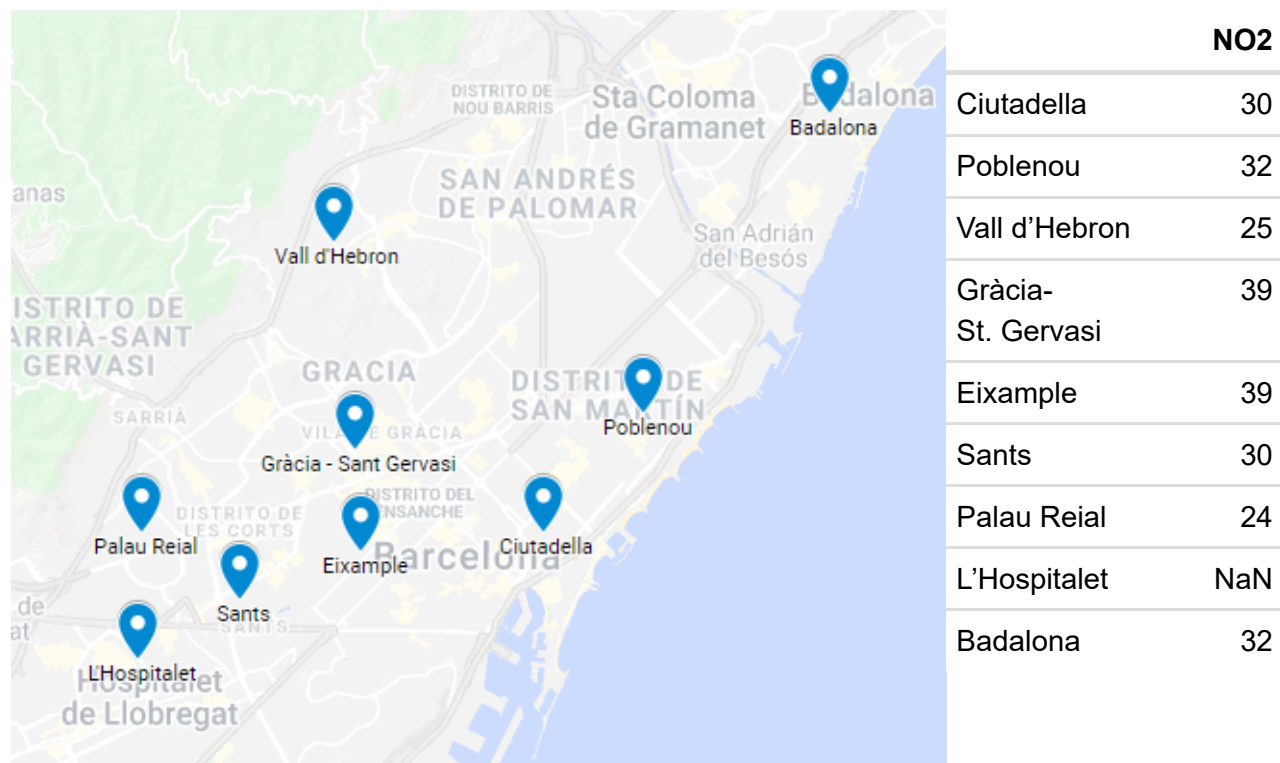 DISTRITO DE
NOU BARRIS
Sta Coloma
de Gramanet
Badalona
Badalona
anas
SAN ANDRÉS
DE PALOMAR
Vall d'Hebron
San Adrián
del Besós
ISTRITO DE
ARRIÀ-SANT
GERVASI
GRACIA
DISTRITO DE
SAN MARTÍN
SARRIÀ
VILA DE GRÀCIA
Poblenou
Gràcia - Sant Gervasi
DISTRITO DEL
ENSANCHE
DISTRITO DE
LES CORTS
Palau Reial
Eixample
Barcelona
Ciutadella
de
at
Sants
SANTS
L'Hospitalet
Hospitalet
de Llobregat
NO2
Ciutadella 30
Poblenou 32
Vall d’Hebron 25
Gràcia- 39
St. Gervasi
Eixample 39
Sants 30
Palau Reial 24
L’Hospitalet NaN
Badalona 32